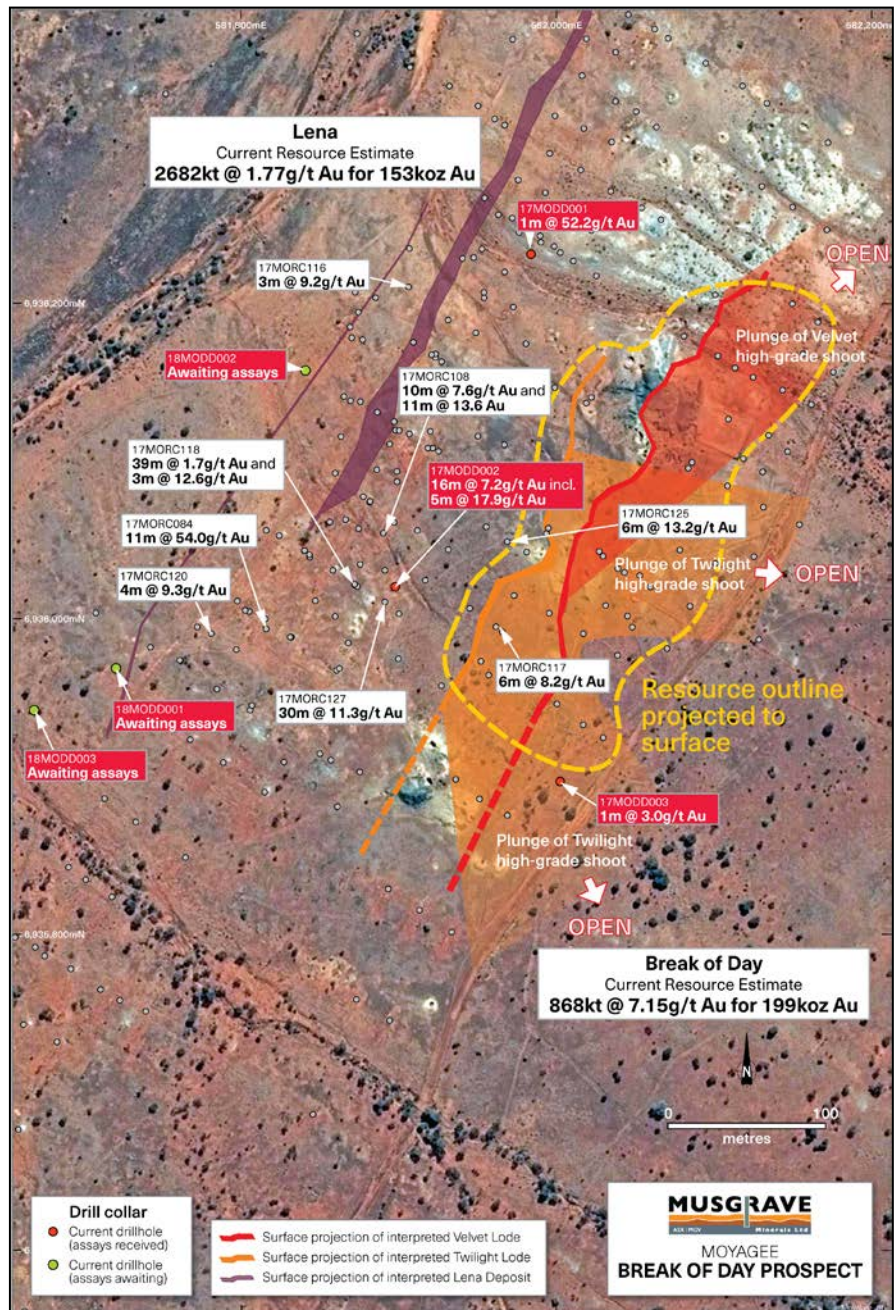 581,800mE
582,000mE
582,200mE
Lena
Current Resource Estimate
2682kt @ 1.77g/t Au for 153koz Au
17MODD001
1m @ 52.2g/t Au
OPEN
17MORC116
3m @ 9.2g/t Au
6,936,200mN
Plunge of Velvet
high-grade shoot
18MODD002
Awaiting assays
17MORC108
10m @ 7.6g/t Au and
11m @ 13.6 Au
17MORC118
39m @ 1.7g/t Au and
3m @ 12.6g/t Au
17MODD002
16m @ 7.2g/t Au incl.
5m @ 17.9g/t Au
17MORC125
6m @ 13.2g/t Au
17MORC084
11m @ 54.0g/t Au
Plunge of Twilight
high-grade shoot
OPEN
17MORC120
4m @ 9.3g/t Au
6,936,000mN
17MORC117
6m @ 8.2g/t Au
17MORC127
30m @ 11.3g/t Au
Resource outline
projected to
surface
18MODD001
Awaiting assays
18MODD003
Awaiting assays
17MODD003
1m @ 3.0g/t Au
Plunge of Twilight
high-grade shoot
OPEN
6,935,800mN
Break of Day
Current Resource Estimate
868kt @ 7.15g/t Au for 199koz Au
N
0 100
metres
Drill collar
Current drillhole
(assays received)
Current drillhole
(assays awaiting)
Surface projection of interpreted Velvet Lode
Surface projection of interpreted Twilight Lode
Surface projection of interpreted Lena Deposit
MUSGRAVE
Minerals Ltd
MOYAGEE
BREAK OF DAY PROSPECT